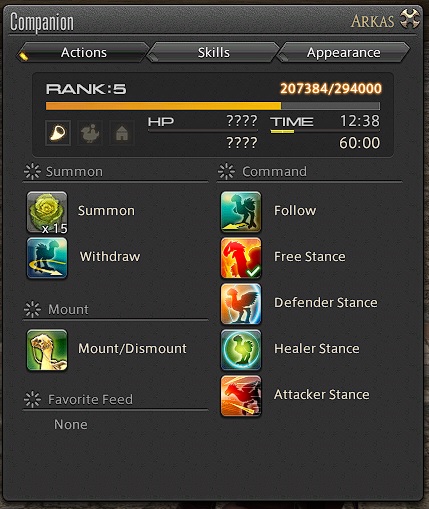 Companion
ARKAS
Actions Skills Appearance
RANK:5 207384/294000
HP ???? TIME 12:38
???? 60:00
Summon
x 15 Summon
Withdraw
Mount
Mount/Dismount
Favorite Feed
None
Command
Follow
Free Stance
Defender Stance
Healer Stance
Attacker Stance